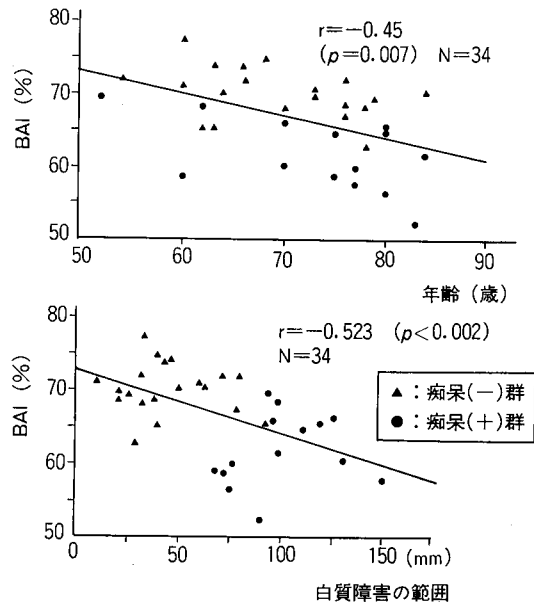 r=−0.45
(p=0.007) N=34
BAI (%)
80
70
60
50
50 60 70 80 90
年齢 (歳)
r=−0.523 (p<0.002)
N=34
BAI (%)
80
70
60
50
0 50 100 150 (mm)
白質障害の範囲
▲:痴呆(−)群
●:痴呆(+)群